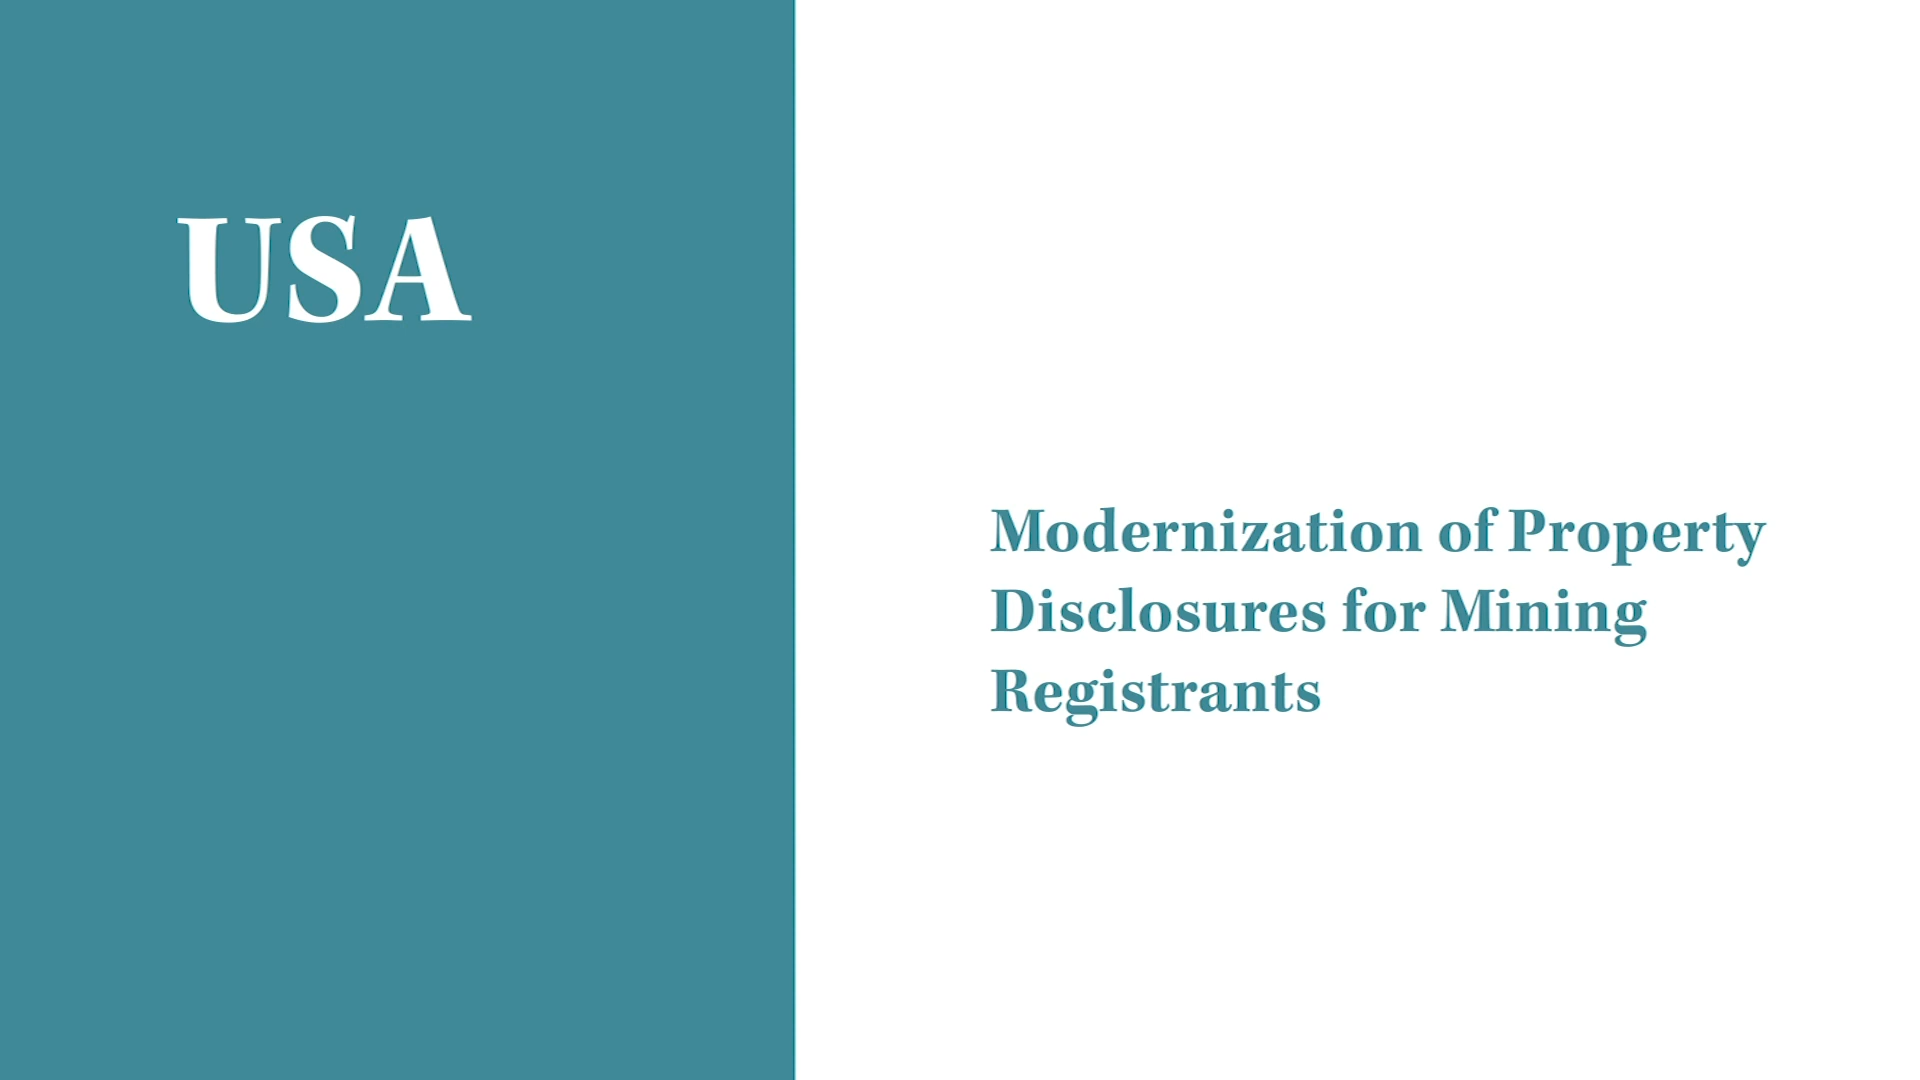 USA
Modernization of Property
Disclosures for Mining
Registrants